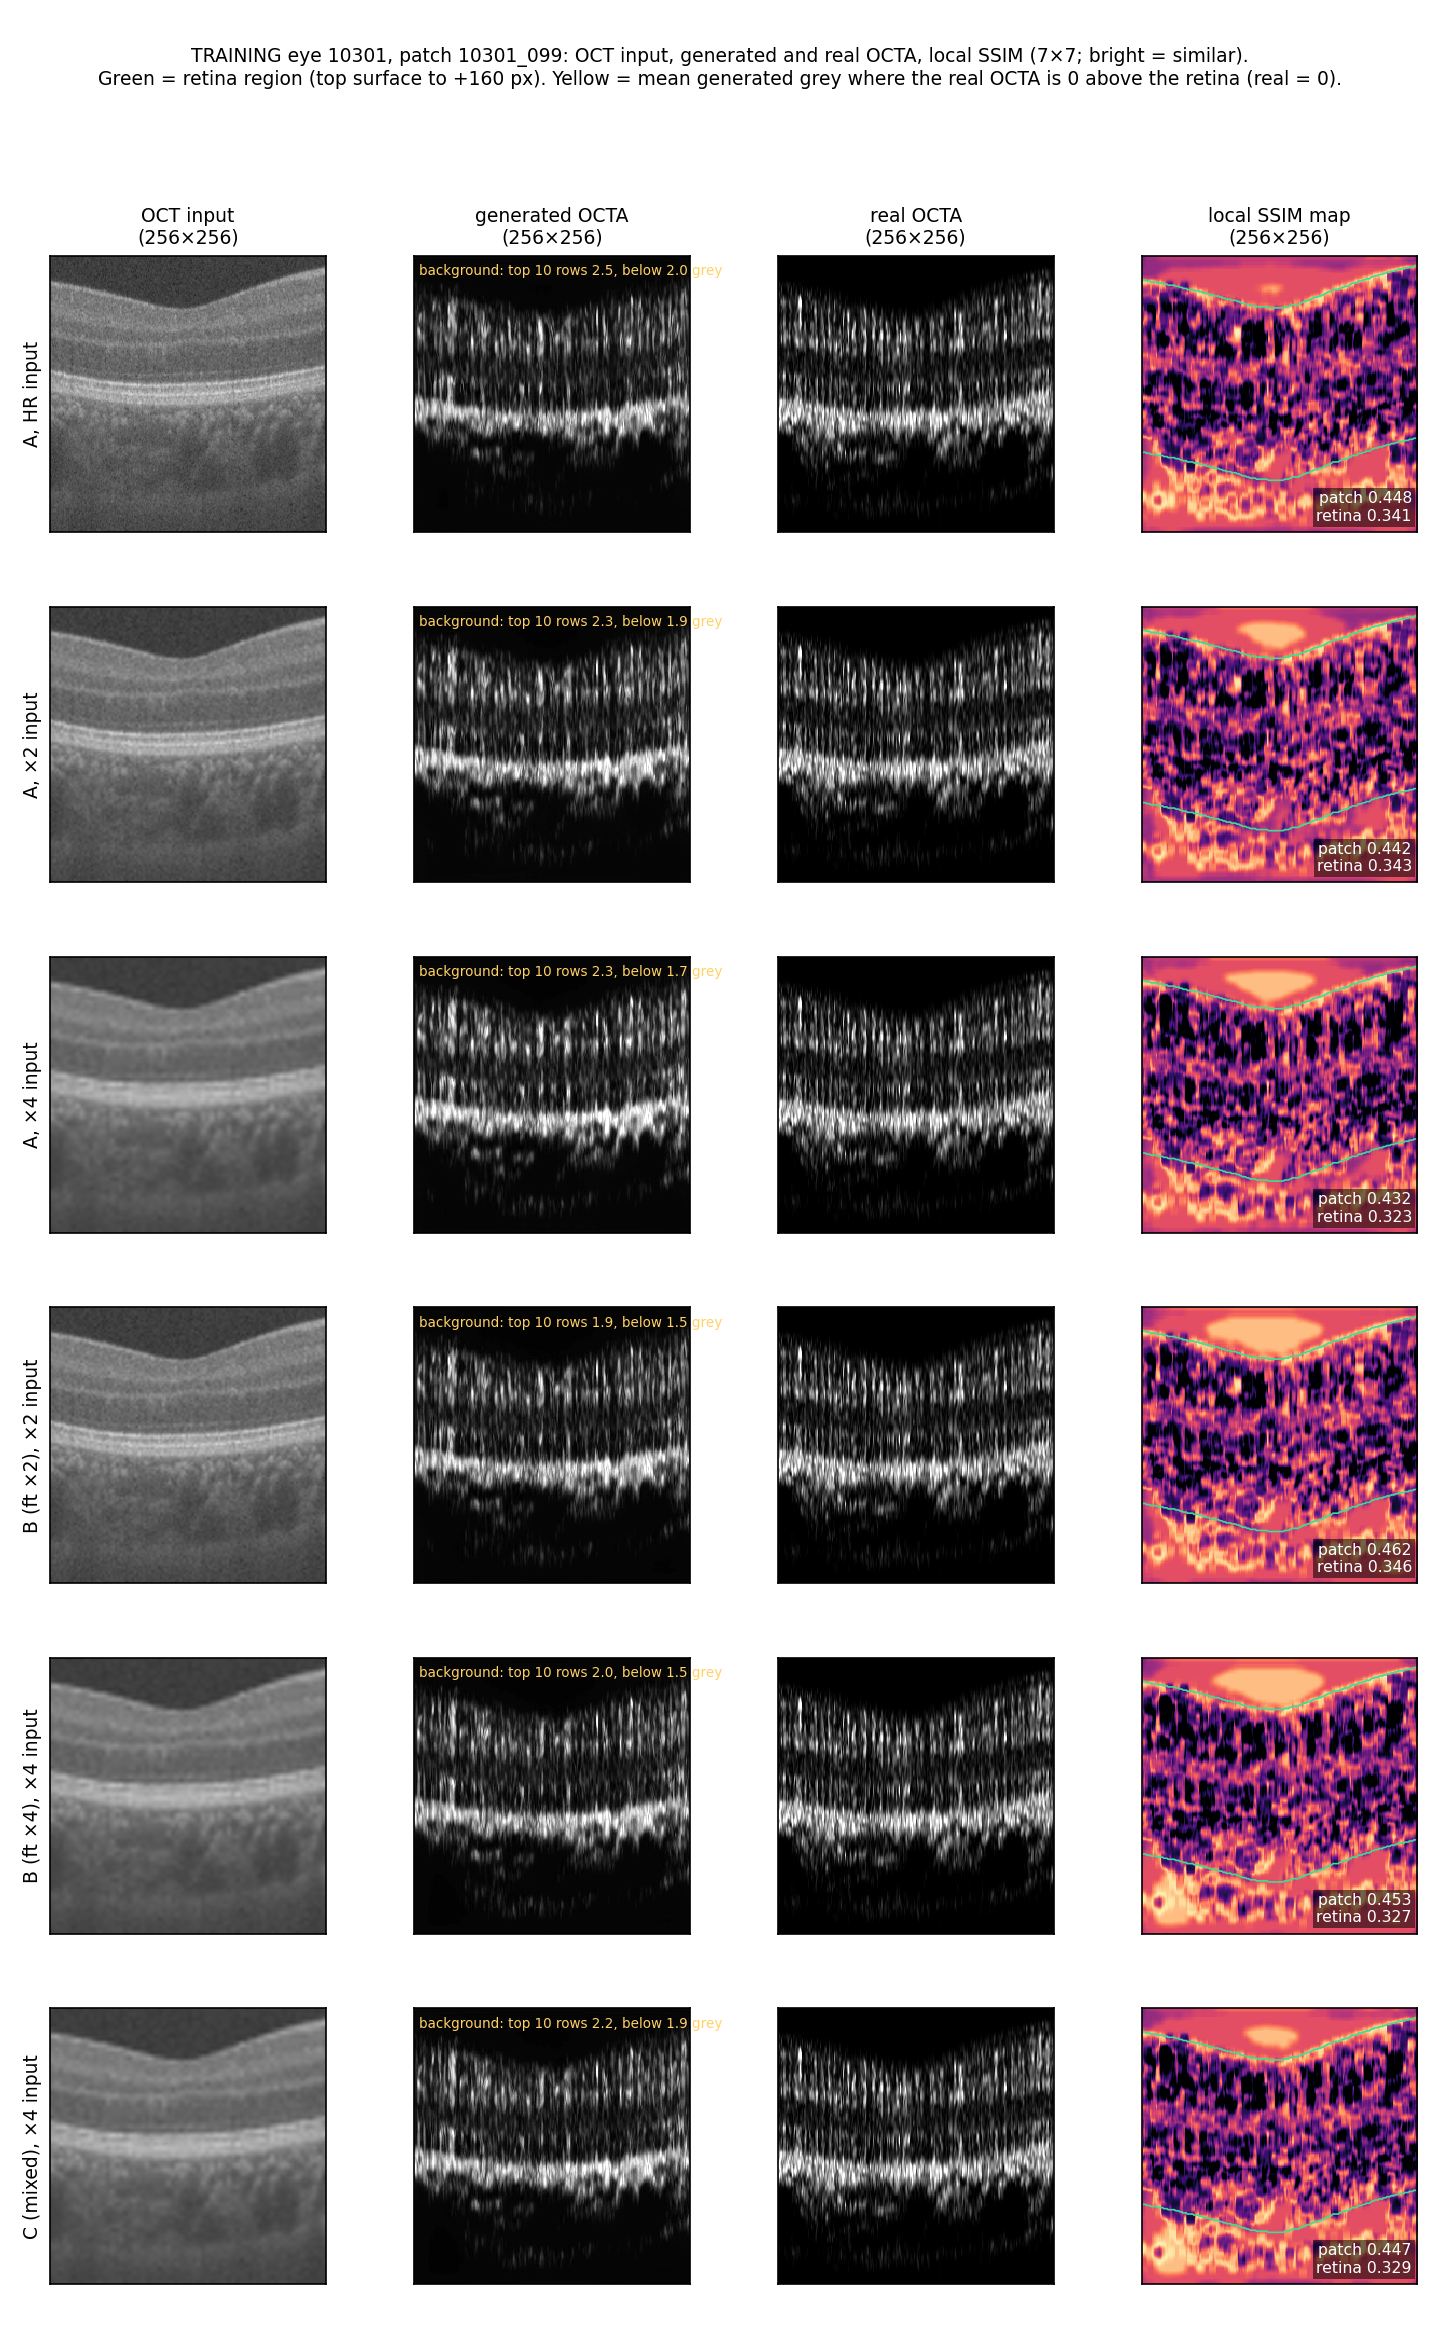 TRAINING eye 10301, patch 10301_099: OCT input, generated and real OCTA, local SSIM (7×7; bright = similar).
Green = retina region (top surface to +160 px). Yellow = mean generated grey where the real OCTA is 0 above the retina (real = 0).
OCT input
(256×256)
generated OCTA
(256×256)
real OCTA
(256×256)
local SSIM map
(256×256)
A, HR input
background: top 10 rows 2.5, below 2.0 grey
patch 0.448
retina 0.341
A, ×2 input
background: top 10 rows 2.3, below 1.9 grey
patch 0.442
retina 0.343
A, ×4 input
background: top 10 rows 2.3, below 1.7 grey
patch 0.432
retina 0.323
B (ft ×2), ×2 input
background: top 10 rows 1.9, below 1.5 grey
patch 0.462
retina 0.346
B (ft ×4), ×4 input
background: top 10 rows 2.0, below 1.5 grey
patch 0.453
retina 0.327
C (mixed), ×4 input
background: top 10 rows 2.2, below 1.9 grey
patch 0.447
retina 0.329